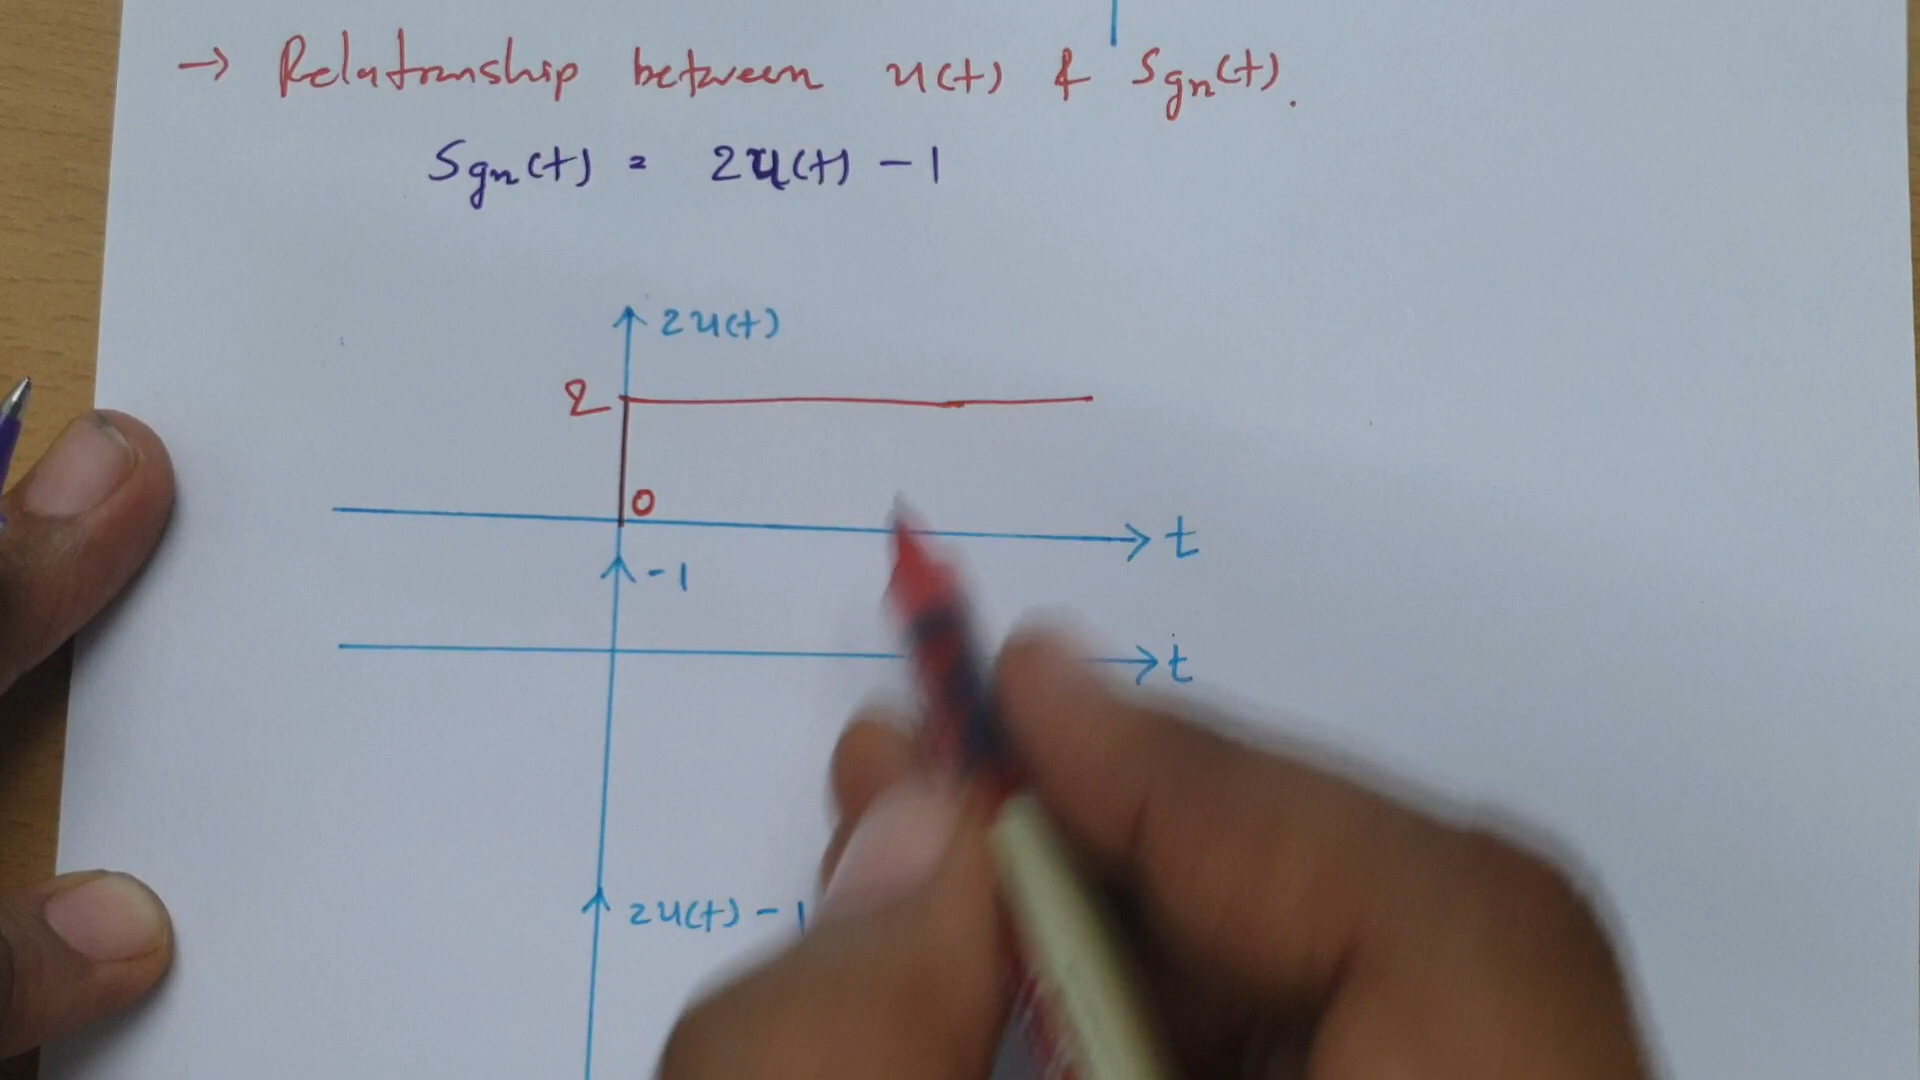 → Relationship between u(t) & Sgn(t).
Sgn(t) = 2u(t) - 1
2u(t)
2
0
t
-1
t
2u(t) - 1